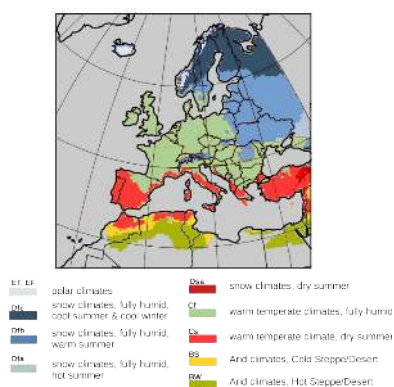 ET, EF
polar climates
Dfc
snow climates, fully humid,
cool summer & cool winter
Dfb
snow climates, fully humid,
warm summer
Dfa
snow climates, fully humid,
hot summer
Dsa
snow climates, dry summer
Cf
warm temperate climates, fully humid
Cs
warm temperate climate, dry summer
BS
Arid climates, Cold Steppe/Desert
BW
Arid climates, Hot Steppe/Desert